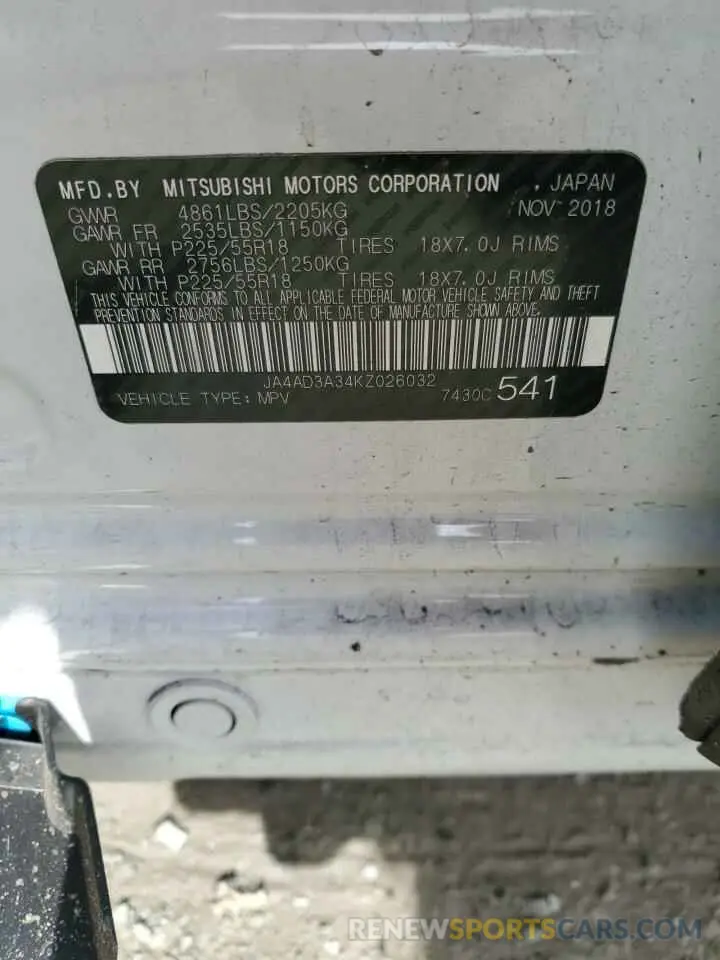 MFD.BY MITSUBISHI MOTORS CORPORATION , JAPAN
GVWR 4861LBS/2205KG NOV 2018
GAWR FR 2535LBS/1150KG
WITH P225/55R18 TIRES 18X7.0J RIMS
GAWR RR 2756LBS/1250KG
WITH P225/55R18 TIRES 18X7.0J RIMS
THIS VEHICLE CONFORMS TO ALL APPLICABLE FEDERAL MOTOR VEHICLE SAFETY AND THEFT
PREVENTION STANDARDS IN EFFECT ON THE DATE OF MANUFACTURE SHOWN ABOVE.
JA4AD3A34KZ026032
VEHICLE TYPE: MPV 7430C 541
RENEWSPORTSCARS.COM